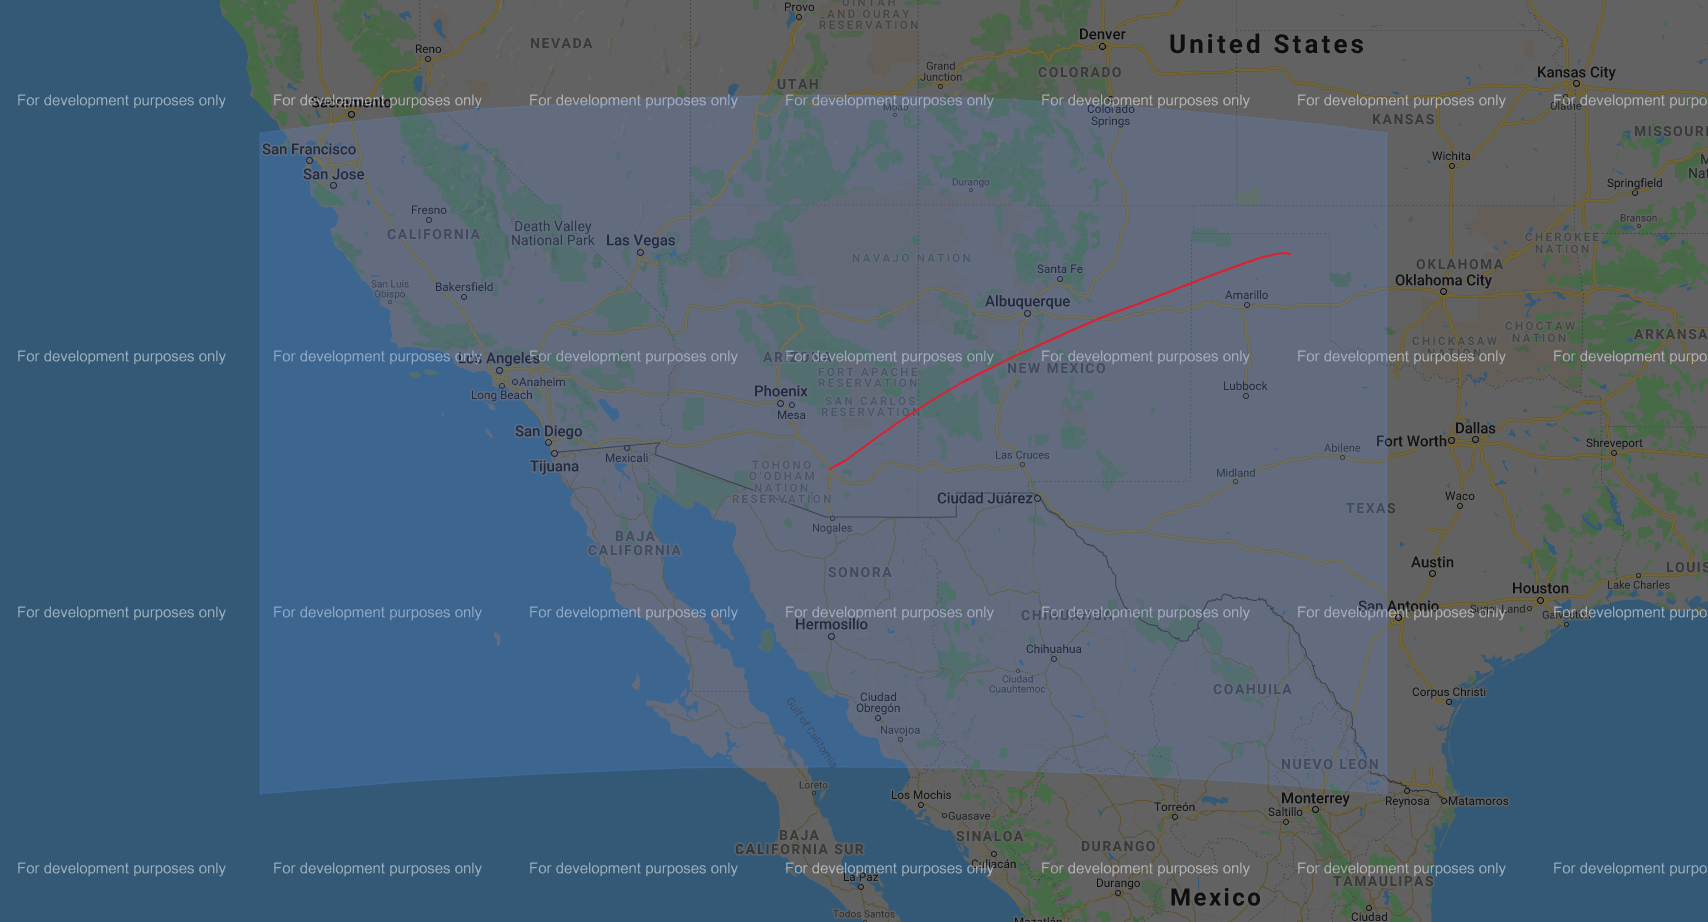 Provo
UINTAH
AND OURAY
RESERVATION
Denver
United States
Reno
NEVADA
Grand
Junction
COLORADO
Kansas City
UTAH
For development purposes only
Sacramento
For development purposes only
For development purposes only
For development purposes only
Moab
For development purposes only
Colorado
Springs
For development purposes only
Olathe
For development purpo
KANSAS
MISSOUR
San Francisco
San Jose
Wichita
M
Nat
Springfield
Durango
Fresno
CALIFORNIA
Death Valley
National Park
Las Vegas
Branson
CHEROKEE
NATION
NAVAJO NATION
Santa Fe
OKLAHOMA
Oklahoma City
San Luis
Obispo
Bakersfield
Albuquerque
Amarillo
CHOCTAW
NATION
ARKANSA
CHICKASAW
NATION
For development purposes only
For development purposes only
Los Angeles
For development purposes only
ARIZONA
For development purposes only
For development purposes only
For development purposes only
For development purpo
FORT APACHE
RESERVATION
NEW MEXICO
Anaheim
Long Beach
Phoenix
Mesa
SAN CARLOS
RESERVATION
Lubbock
San Diego
Tijuana
Mexicali
Dallas
Fort Worth
Abilene
Shreveport
TOHONO
O'ODHAM
NATION
RESERVATION
Las Cruces
Midland
Ciudad Juárez
Waco
TEXAS
Nogales
BAJA
CALIFORNIA
SONORA
Austin
LOUIS
Houston
Lake Charles
San Antonio
Sugar Land
For development purposes only
For development purposes only
For development purposes only
For development purposes only
CHIHUAHUA
For development purposes only
For development purposes only
For development purpo
Hermosillo
Chihuahua
Ciudad
Cuauhtemoc
COAHUILA
Corpus Christi
Ciudad
Obregón
Gulf of California
Navojoa
NUEVO LEON
Loreto
Los Mochis
Guasave
Torreón
Monterrey
Saltillo
Reynosa
Matamoros
BAJA
CALIFORNIA SUR
SINALOA
DURANGO
Culiacán
For development purposes only
For development purposes only
For development purposes only
For development purposes only
For development purposes only
For development purposes only
For development purpo
La Paz
Durango
TAMAULIPAS
Mexico
Todos Santos
Mazatlán
Ciudad